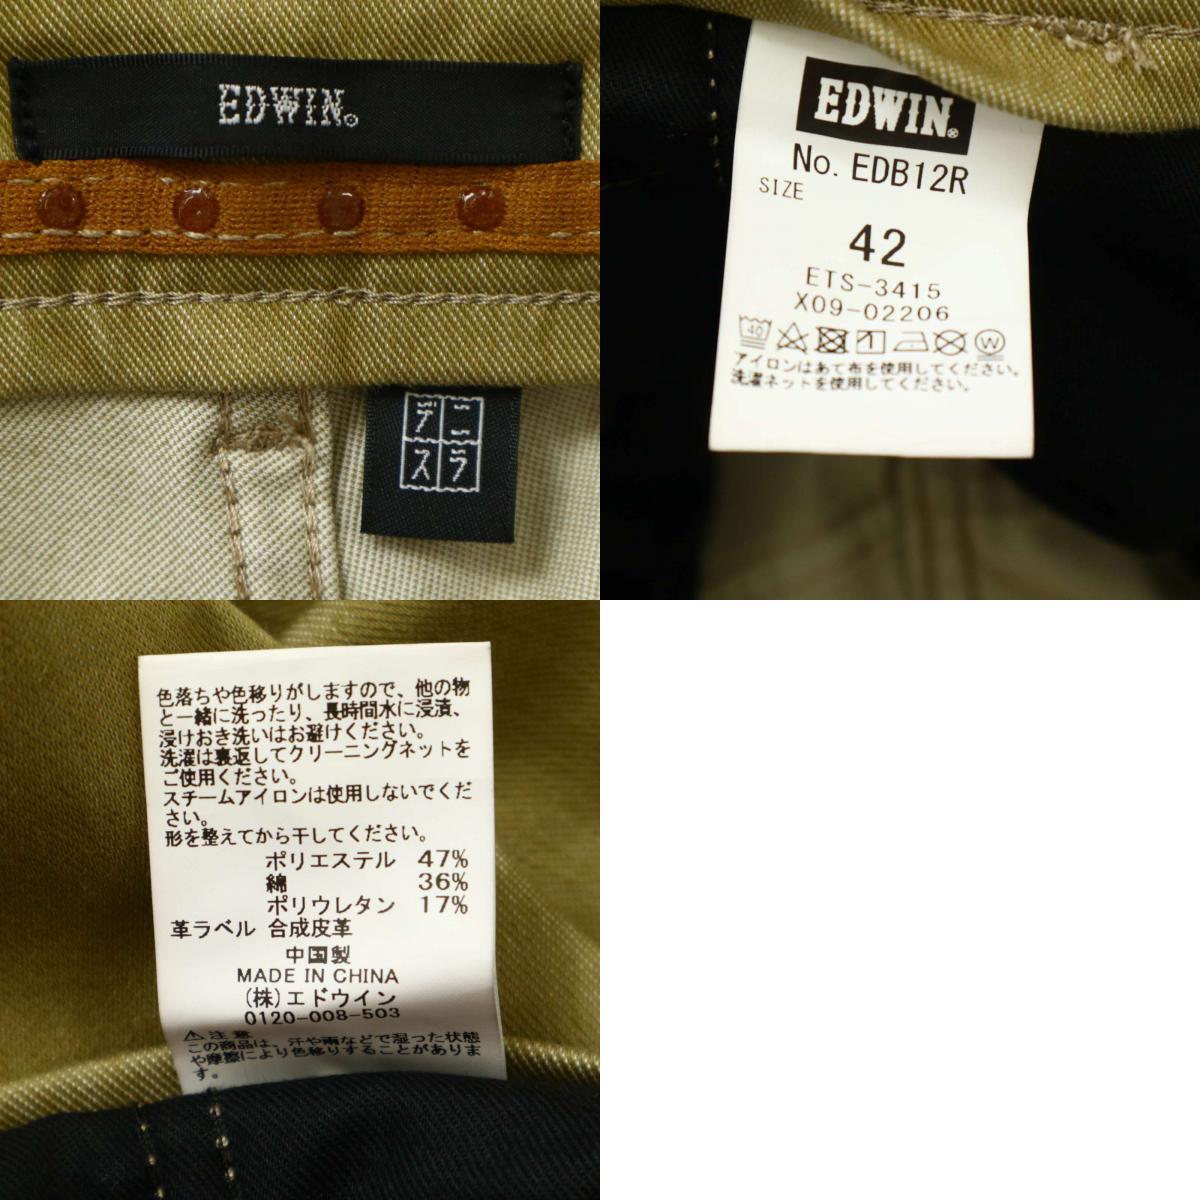 EDWIN®
デニ
スラ
EDWIN®
No. EDB12R
SIZE
42
ETS-3415
X09-02206
40
W
アイロンはあて布を使用してください。
洗濯ネットを使用してください。
色落ちや色移りがしますので、他の物
と一緒に洗ったり、長時間水に浸漬、
浸けおき洗いはお避けください。
洗濯は裏返してクリーニングネットを
ご使用ください。
スチームアイロンは使用しないでくだ
さい。
形を整えてから干してください。
ポリエステル 47%
綿 36%
ポリウレタン 17%
革ラベル 合成皮革
中国製
MADE IN CHINA
(株)エドウイン
0120-008-503
⚠注意
この商品は、汗や雨などで湿った状態
や摩擦により色移りすることがありま
す。